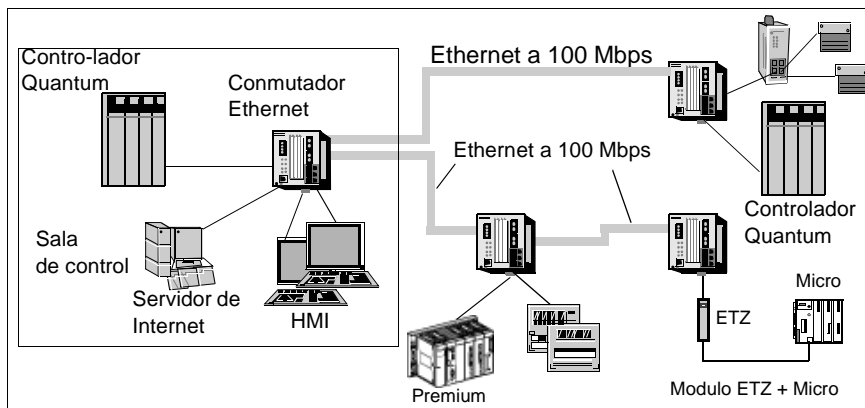 Contro-lador
Quantum
Conmutador
Ethernet
Ethernet a 100 Mbps
Ethernet a 100 Mbps
Sala
de control
Servidor de
Internet
HMI
Controlador
Quantum
Premium
ETZ
Micro
Modulo ETZ + Micro